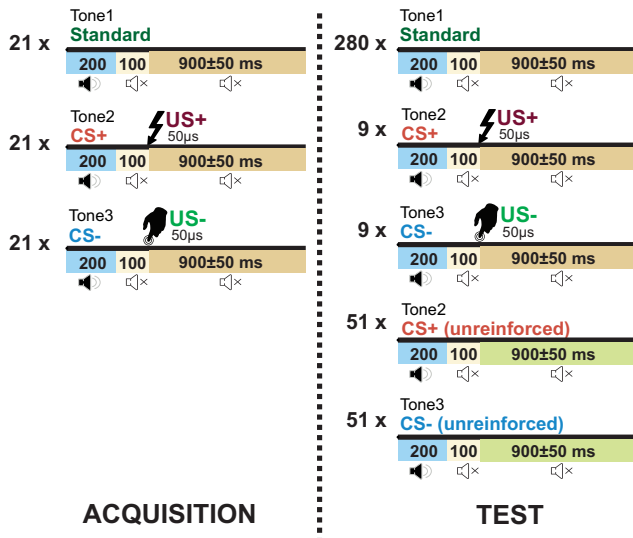 Tone1
Standard
21 x
200 100 900±50 ms
Tone2
CS+
US+
50µs
21 x
200 100 900±50 ms
Tone3
CS-
US-
50µs
21 x
200 100 900±50 ms
ACQUISITION
Tone1
Standard
280 x
200 100 900±50 ms
Tone2
CS+
US+
50µs
9 x
200 100 900±50 ms
Tone3
CS-
US-
50µs
9 x
200 100 900±50 ms
Tone2
51 x
CS+ (unreinforced)
200 100 900±50 ms
Tone3
51 x
CS- (unreinforced)
200 100 900±50 ms
TEST